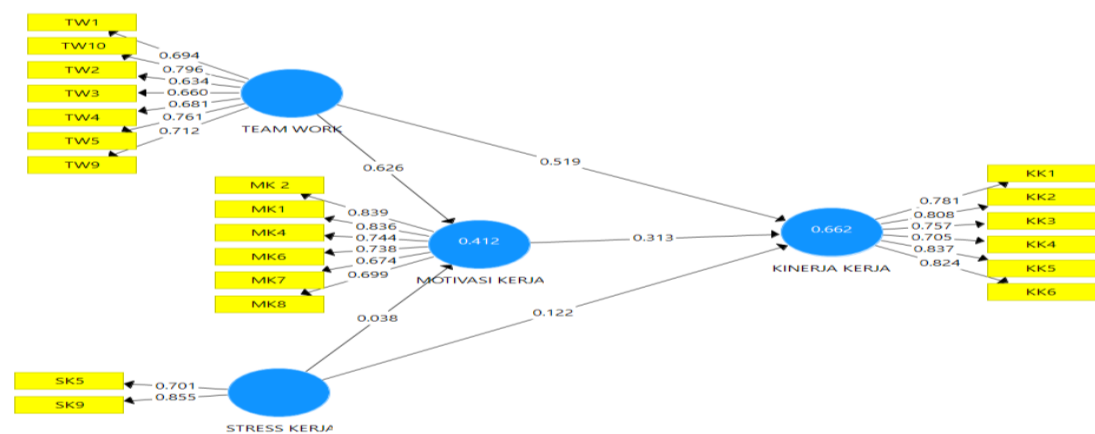 TW1
TW10
TW2
TW3
TW4
TW5
TW9
0.694
0.796
0.634
0.660
0.681
0.761
0.712
TEAM WORK
0.626
0.519
MK 2
MK1
MK4
MK6
MK7
MK8
0.839
0.836
0.744
0.738
0.674
0.699
0.412
MOTIVASI KERJA
0.313
0.038
0.122
SK5
SK9
0.701
0.855
STRESS KERJA
0.662
KINERJA KERJA
0.781
0.808
0.757
0.705
0.837
0.824
KK1
KK2
KK3
KK4
KK5
KK6